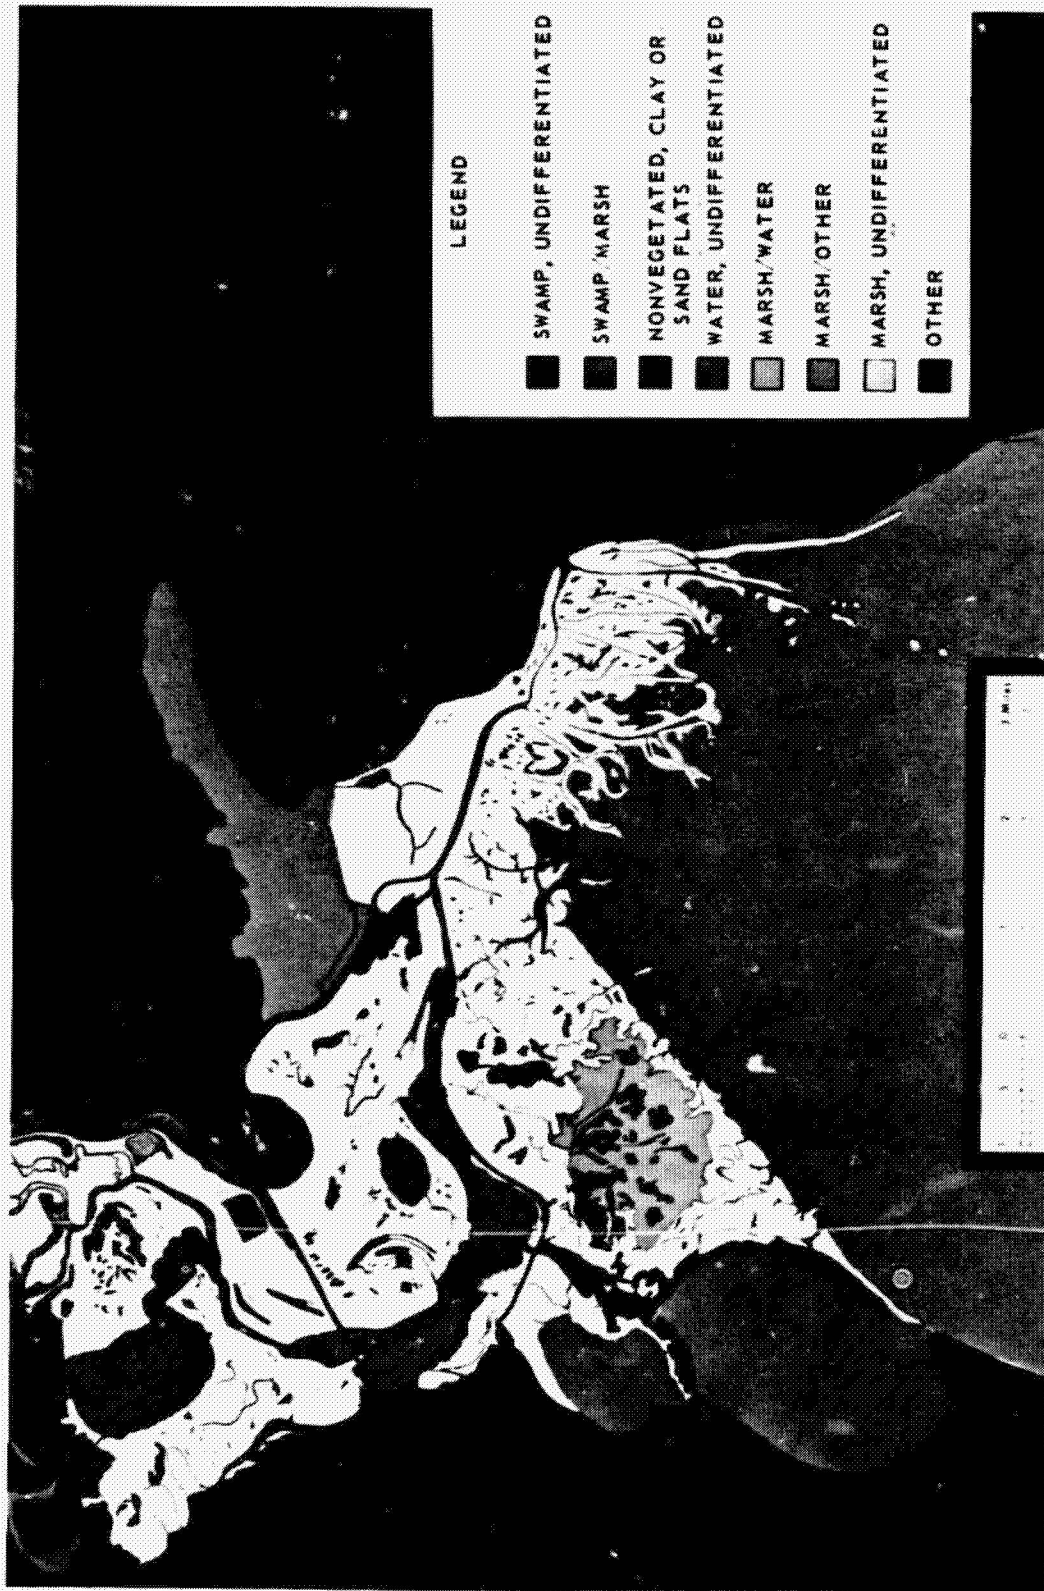 LEGEND
SWAMP, UNDIFFERENTIATED
SWAMP/MARSH
NONVEGETATED, CLAY OR
SAND FLATS
WATER, UNDIFFERENTIATED
MARSH/WATER
MARSH/OTHER
MARSH, UNDIFFERENTIATED
OTHER